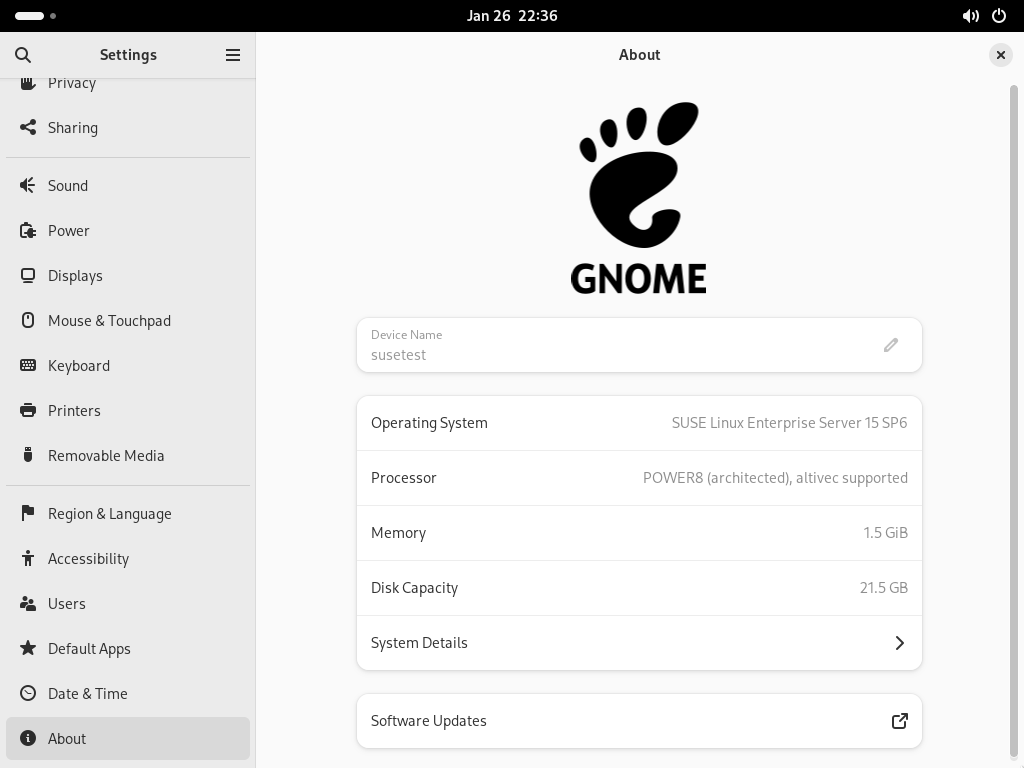 Jan 26 22:36
Settings
About
Privacy
Sharing
Sound
Power
Displays
Mouse & Touchpad
Keyboard
Printers
Removable Media
Region & Language
Accessibility
Users
Default Apps
Date & Time
About
GNOME
Device Name
susetest
Operating System SUSE Linux Enterprise Server 15 SP6
Processor POWER8 (architected), altivec supported
Memory 1.5 GiB
Disk Capacity 21.5 GB
System Details
Software Updates